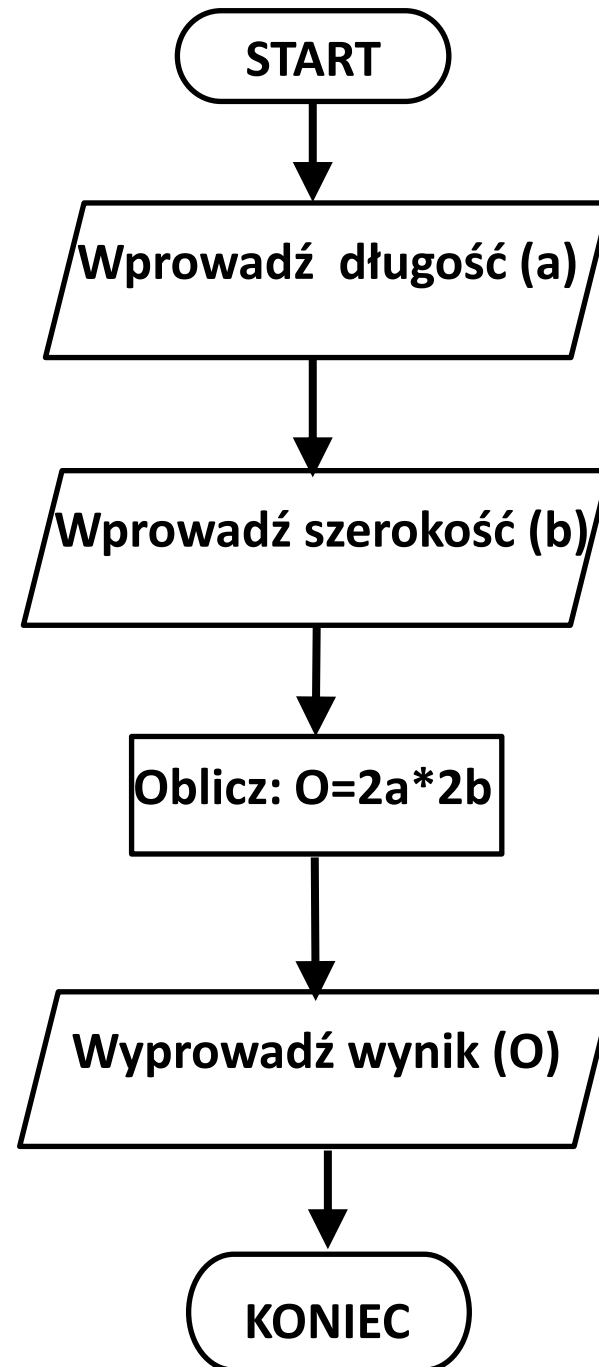 START
Wprowadź długość (a)
Wprowadź szerokość (b)
Oblicz: O=2a*2b
Wyprowadź wynik (O)
KONIEC